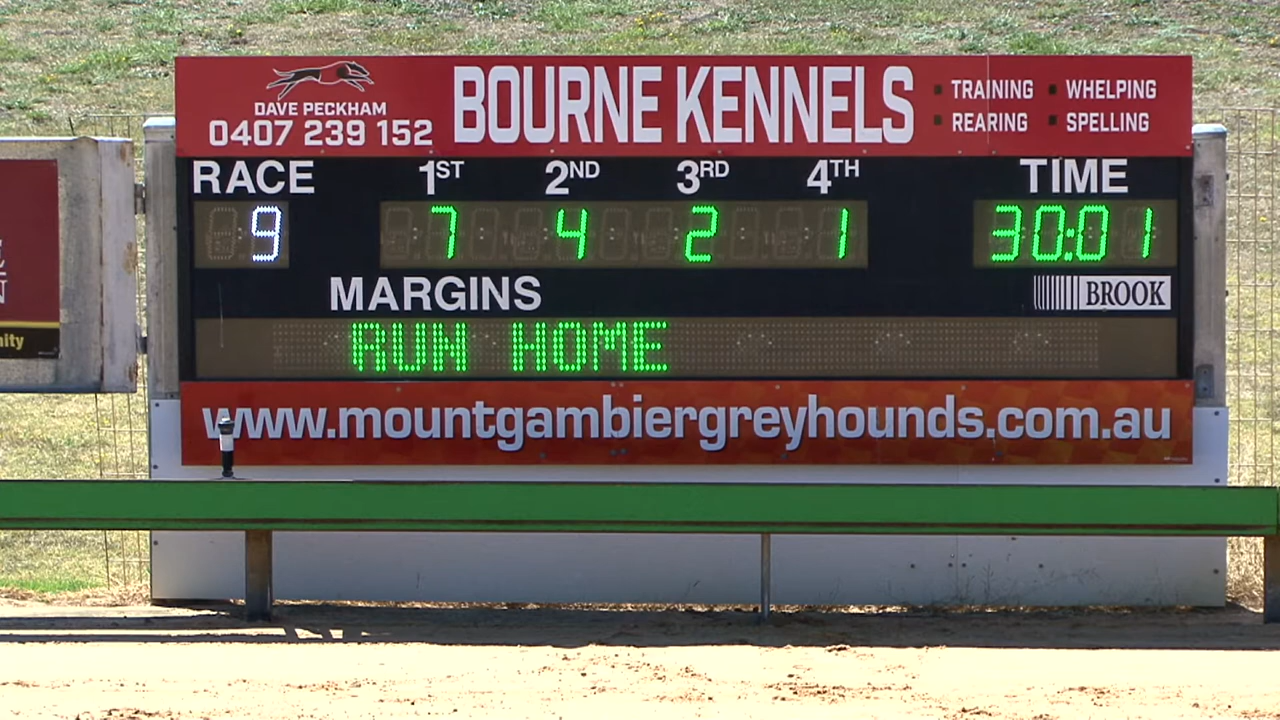 DAVE PECKHAM
0407 239 152
BOURNE KENNELS
TRAINING
WHELPING
REARING
SPELLING
RACE 1ST 2ND 3RD 4TH TIME
9 7 4 2 1 30:01
MARGINS
BROOK
RUN HOME
www.mountgambiergreyhounds.com.au